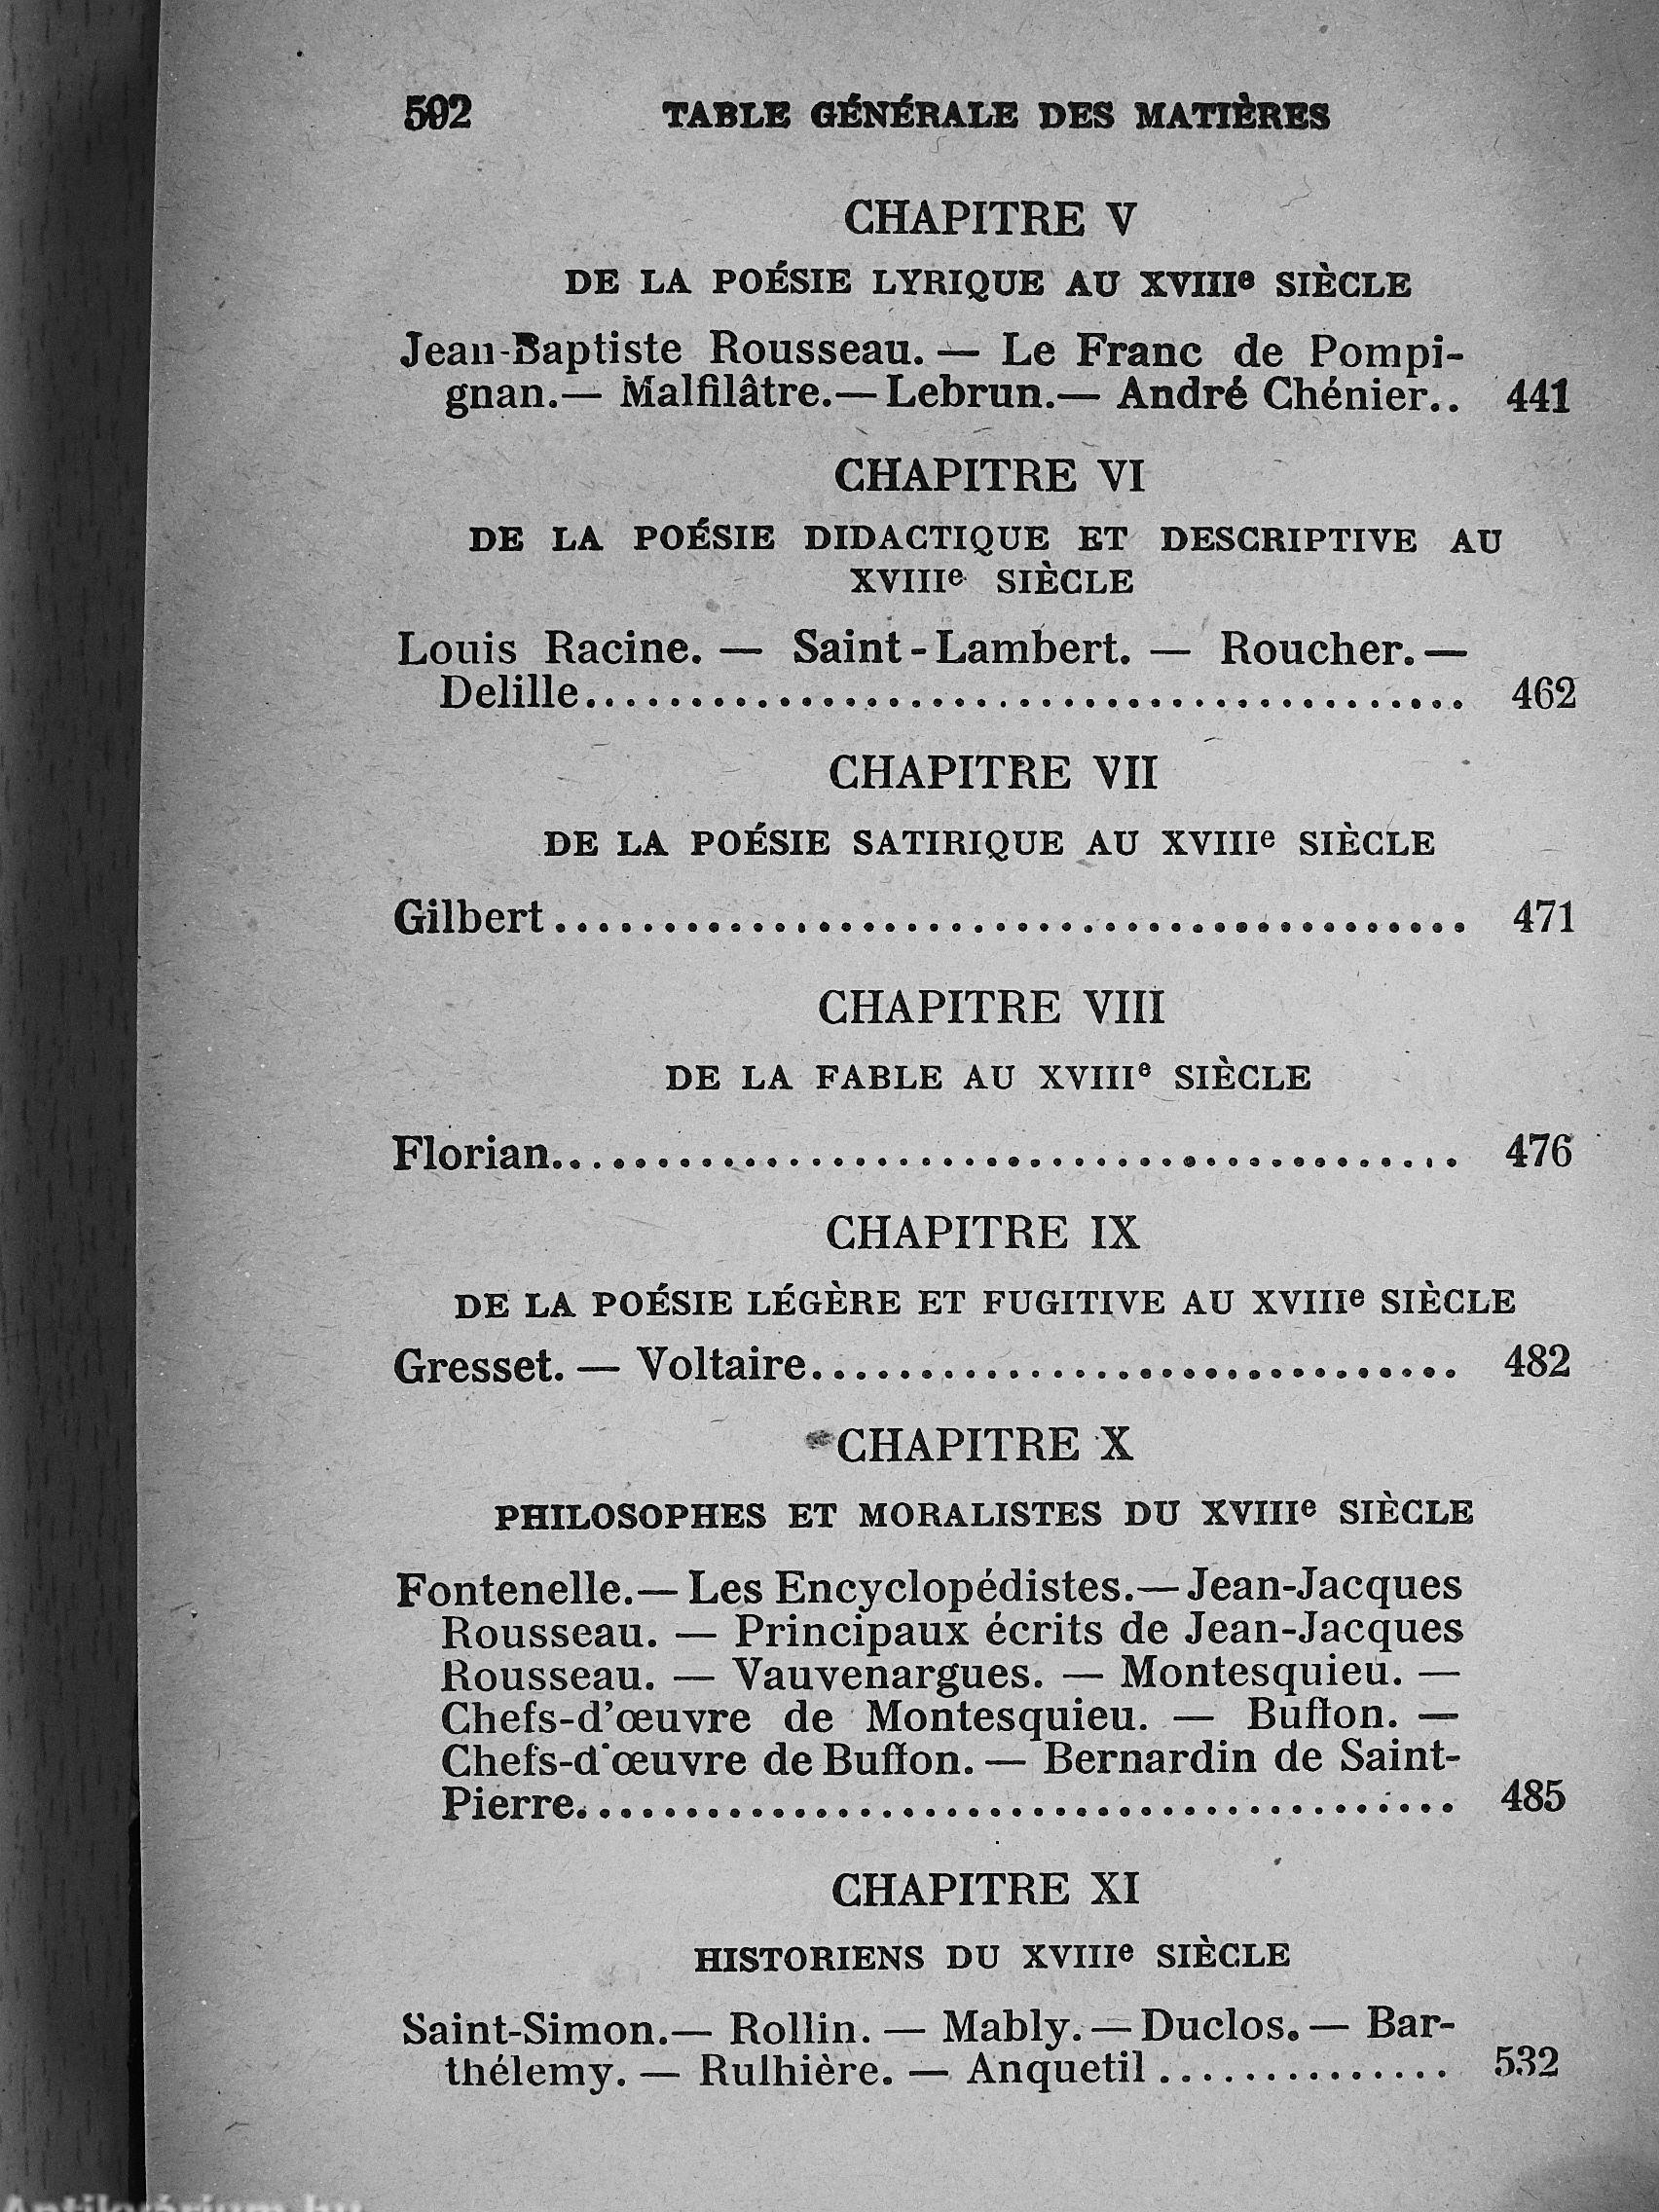 592 TABLE GÉNÉRALE DES MATIÈRES
CHAPITRE V
DE LA POÉSIE LYRIQUE AU XVIIIe SIÈCLE
Jean-Baptiste Rousseau. — Le Franc de Pompi-
gnan.— Malfilâtre.— Lebrun.— André Chénier.. 441
CHAPITRE VI
DE LA POÉSIE DIDACTIQUE ET DESCRIPTIVE AU
XVIIIe SIÈCLE
Louis Racine. — Saint-Lambert. — Roucher. —
Delille........................................ 462
CHAPITRE VII
DE LA POÉSIE SATIRIQUE AU XVIIIe SIÈCLE
Gilbert........................................ 471
CHAPITRE VIII
DE LA FABLE AU XVIIIe SIÈCLE
Florian........................................ 476
CHAPITRE IX
DE LA POÉSIE LÉGÈRE ET FUGITIVE AU XVIIIe SIÈCLE
Gresset. — Voltaire.............................. 482
CHAPITRE X
PHILOSOPHES ET MORALISTES DU XVIIIe SIÈCLE
Fontenelle.— Les Encyclopédistes.— Jean-Jacques
Rousseau. — Principaux écrits de Jean-Jacques
Rousseau. — Vauvenargues. — Montesquieu. —
Chefs-d'œuvre de Montesquieu. — Buffon. —
Chefs-d'œuvre de Buffon. — Bernardin de Saint-
Pierre........................................ 485
CHAPITRE XI
HISTORIENS DU XVIIIe SIÈCLE
Saint-Simon.— Rollin. — Mably. — Duclos. — Bar-
thélemy. — Rulhière. — Anquetil.............. 532
Antikvárium.hu